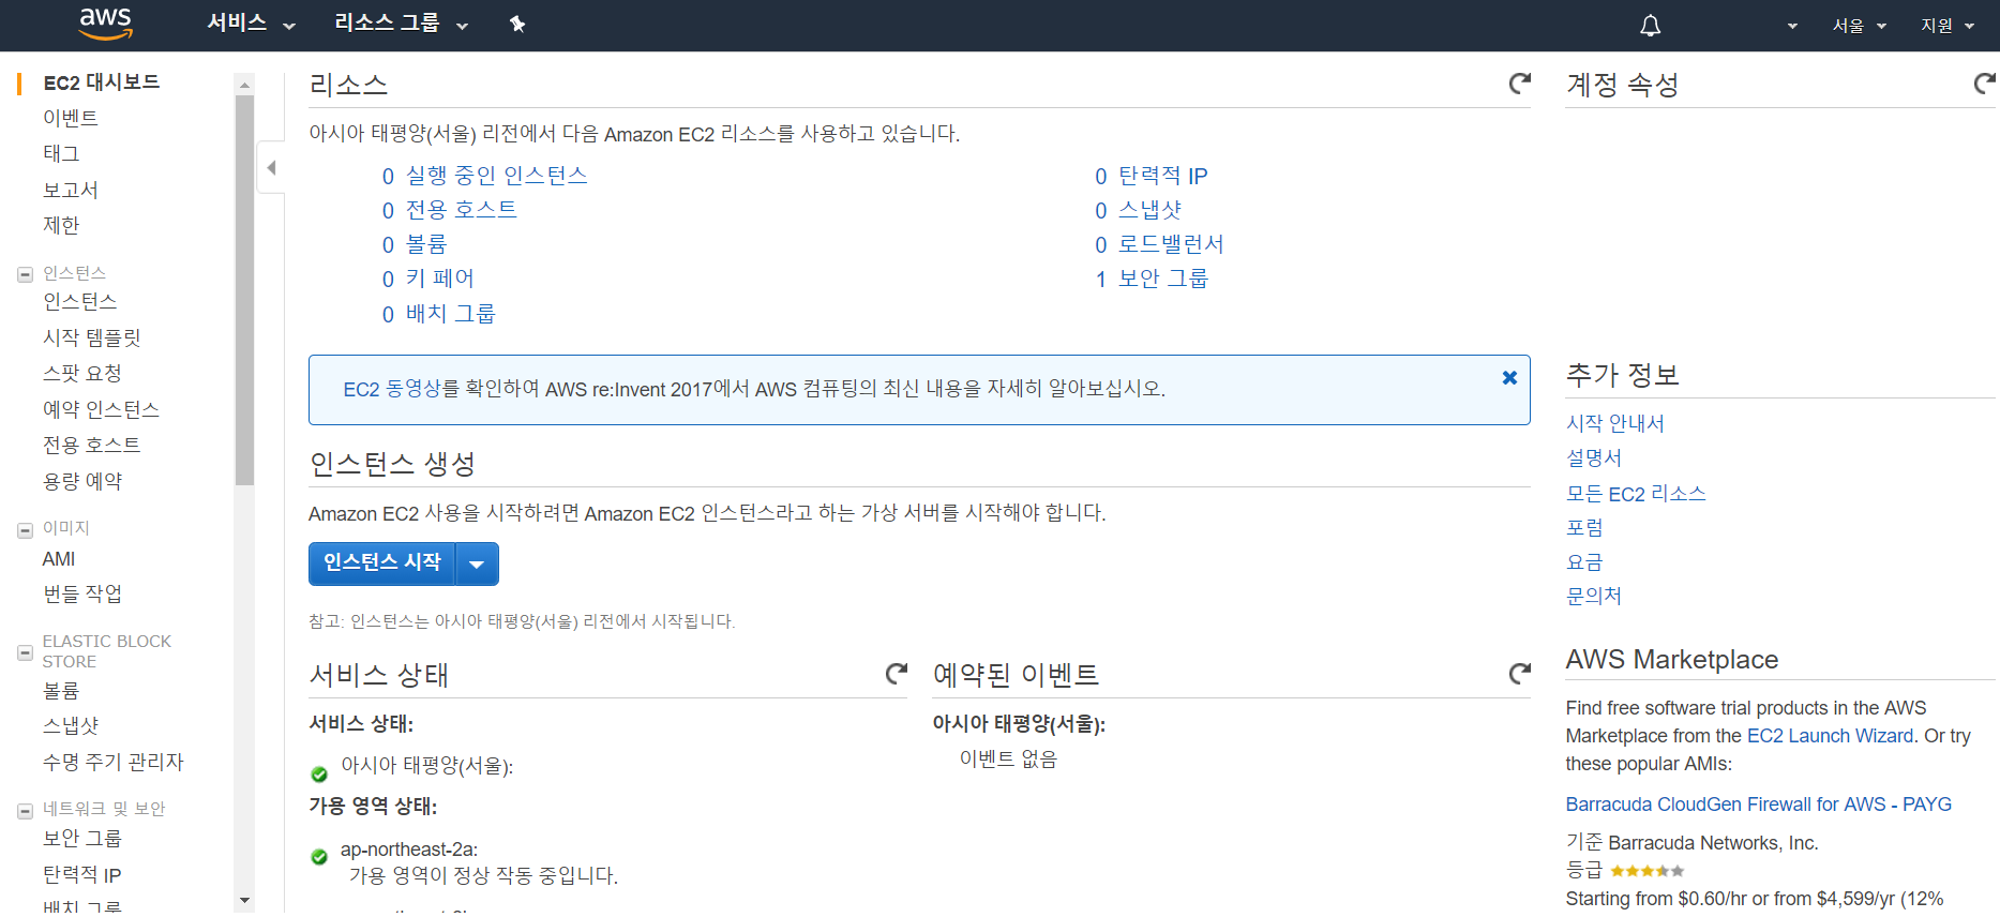 aws
서비스
리소스 그룹
서울
지원
EC2 대시보드
이벤트
태그
보고서
제한
인스턴스
인스턴스
시작 템플릿
스팟 요청
예약 인스턴스
전용 호스트
용량 예약
이미지
AMI
번들 작업
ELASTIC BLOCK
STORE
볼륨
스냅샷
수명 주기 관리자
네트워크 및 보안
보안 그룹
탄력적 IP
배치 그룹
리소스
아시아 태평양(서울) 리전에서 다음 Amazon EC2 리소스를 사용하고 있습니다.
0 실행 중인 인스턴스
0 전용 호스트
0 볼륨
0 키 페어
0 배치 그룹
0 탄력적 IP
0 스냅샷
0 로드밸런서
1 보안 그룹
EC2 동영상를 확인하여 AWS re:Invent 2017에서 AWS 컴퓨팅의 최신 내용을 자세히 알아보십시오.
인스턴스 생성
Amazon EC2 사용을 시작하려면 Amazon EC2 인스턴스라고 하는 가상 서버를 시작해야 합니다.
인스턴스 시작
참고: 인스턴스는 아시아 태평양(서울) 리전에서 시작됩니다.
서비스 상태
서비스 상태:
아시아 태평양(서울):
가용 영역 상태:
ap-northeast-2a:
가용 영역이 정상 작동 중입니다.
예약된 이벤트
아시아 태평양(서울):
이벤트 없음
계정 속성
추가 정보
시작 안내서
설명서
모든 EC2 리소스
포럼
요금
문의처
AWS Marketplace
Find free software trial products in the AWS
Marketplace from the EC2 Launch Wizard. Or try
these popular AMIs:
Barracuda CloudGen Firewall for AWS - PAYG
기준 Barracuda Networks, Inc.
등급
Starting from $0.60/hr or from $4,599/yr (12%